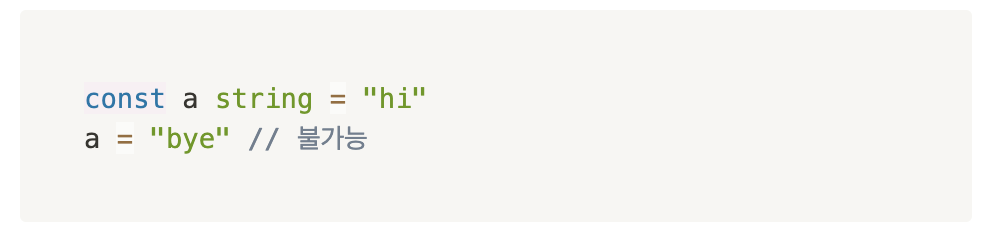 const a string = "hi"
a = "bye" // 불가능